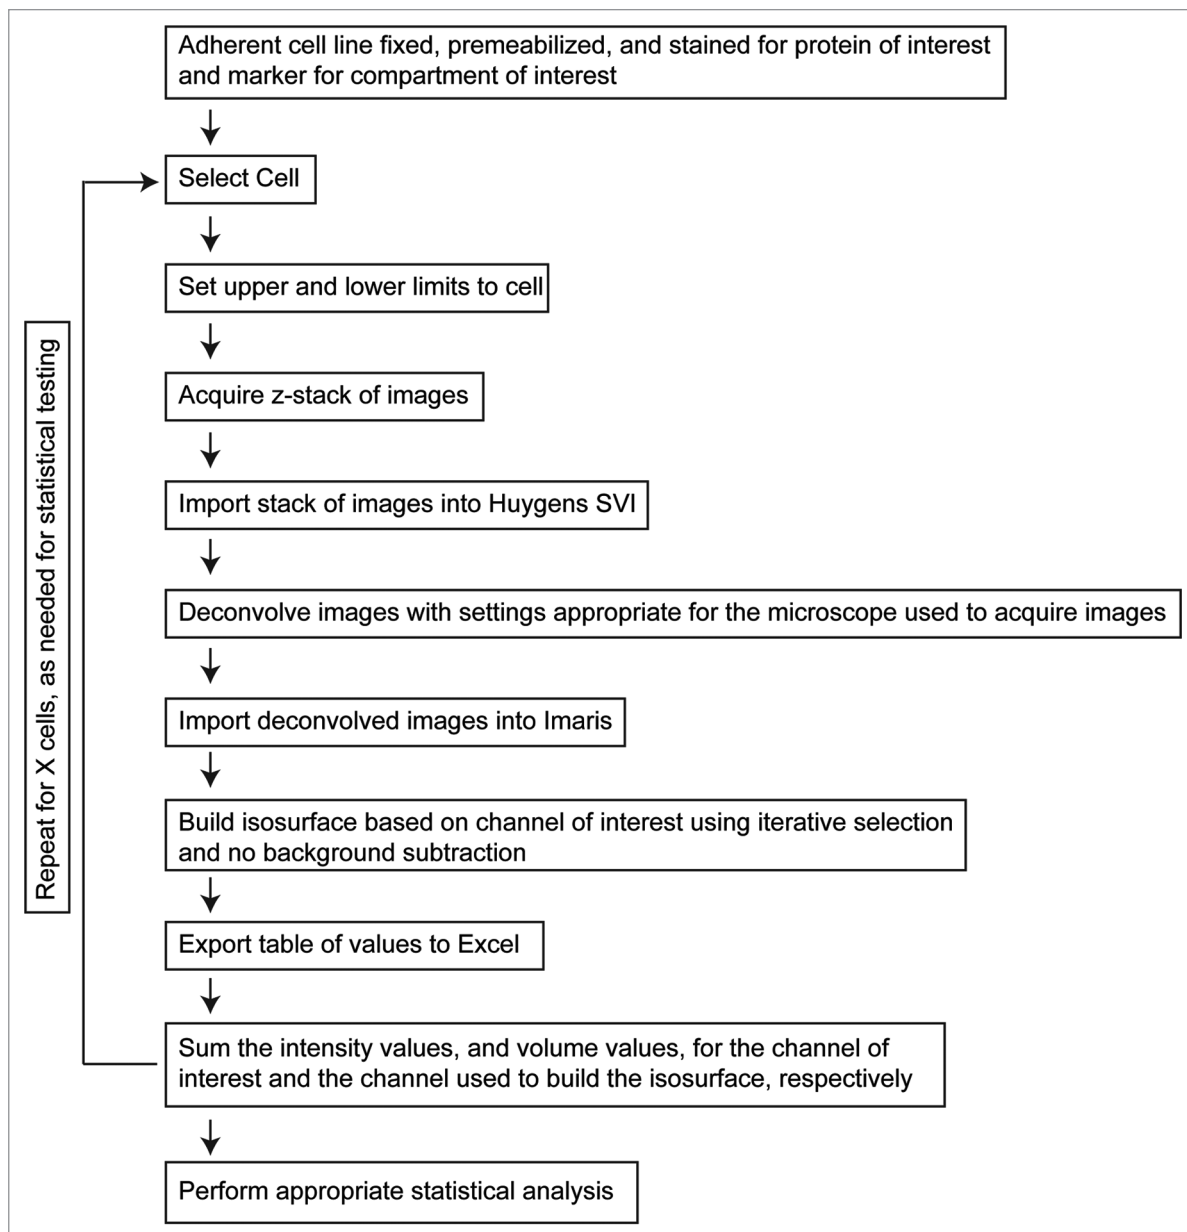 Adherent cell line fixed, premeabilized, and stained for protein of interest
and marker for compartment of interest
Select Cell
Set upper and lower limits to cell
Acquire z-stack of images
Import stack of images into Huygens SVI
Deconvolve images with settings appropriate for the microscope used to acquire images
Import deconvolved images into Imaris
Build isosurface based on channel of interest using iterative selection
and no background subtraction
Export table of values to Excel
Sum the intensity values, and volume values, for the channel of
interest and the channel used to build the isosurface, respectively
Perform appropriate statistical analysis
Repeat for X cells, as needed for statistical testing